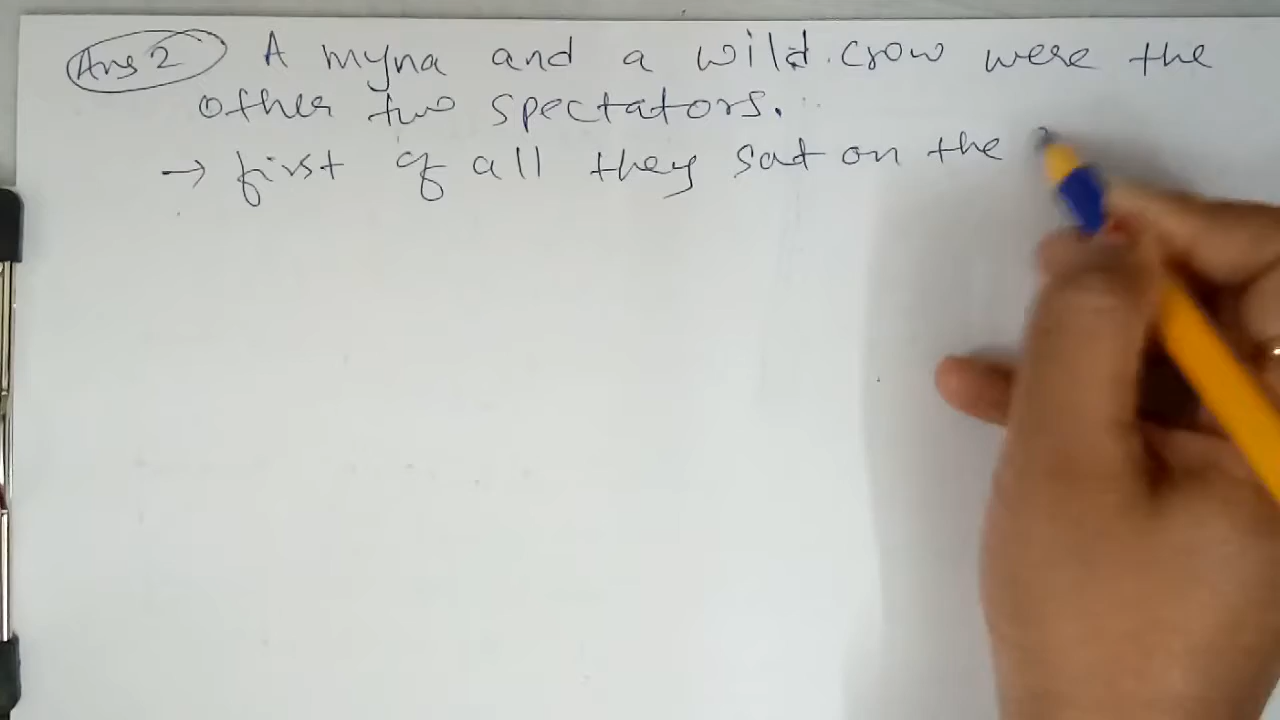 Ans 2 A myna and a wild crow were the
other two spectators.
→ first of all they sat on the